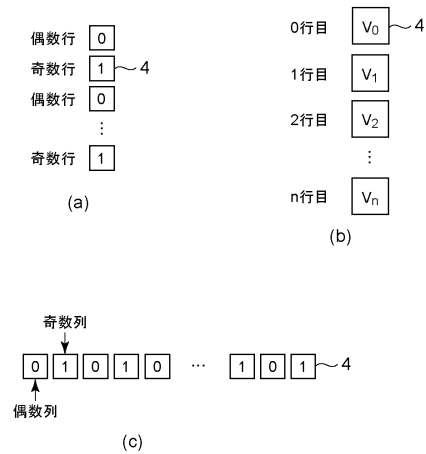 偶数行 0
奇数行 1 4
偶数行 0
⋮
奇数行 1
(a)
0行目 V₀ 4
1行目 V₁
2行目 V₂
⋮
n行目 Vₙ
(b)
奇数列
0 1 0 1 0 … 1 0 1 4
偶数列
(c)